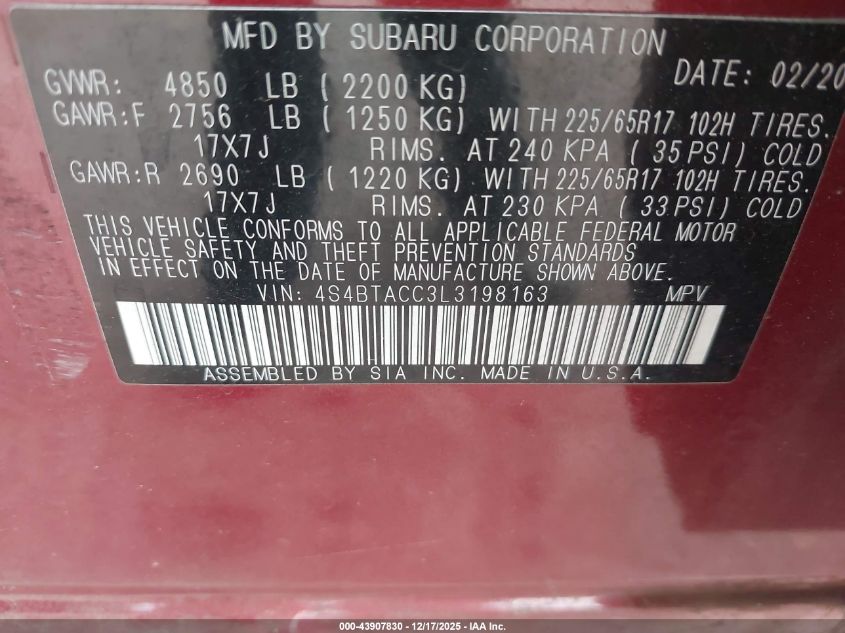 MFD BY SUBARU CORPORATION
DATE: 02/20
GVWR: 4850 LB ( 2200 KG)
GAWR:F 2756 LB ( 1250 KG) WITH 225/65R17 102H TIRES.
17X7J RIMS. AT 240 KPA ( 35 PSI) COLD
GAWR:R 2690 LB ( 1220 KG) WITH 225/65R17 102H TIRES.
17X7J RIMS. AT 230 KPA ( 33 PSI) COLD
THIS VEHICLE CONFORMS TO ALL APPLICABLE FEDERAL MOTOR
VEHICLE SAFETY AND THEFT PREVENTION STANDARDS
IN EFFECT ON THE DATE OF MANUFACTURE SHOWN ABOVE.
VIN: 4S4BTACC3L3198163 MPV
ASSEMBLED BY SIA INC. MADE IN U.S.A.
000-43907830 - 12/17/2025 - IAA Inc.